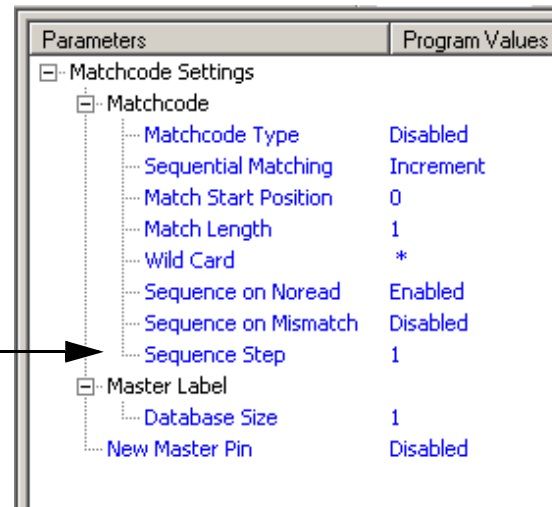 Parameters Program Values
Matchcode Settings
Matchcode
Matchcode Type Disabled
Sequential Matching Increment
Match Start Position 0
Match Length 1
Wild Card *
Sequence on Noread Enabled
Sequence on Mismatch Disabled
Sequence Step 1
Master Label
Database Size 1
New Master Pin Disabled